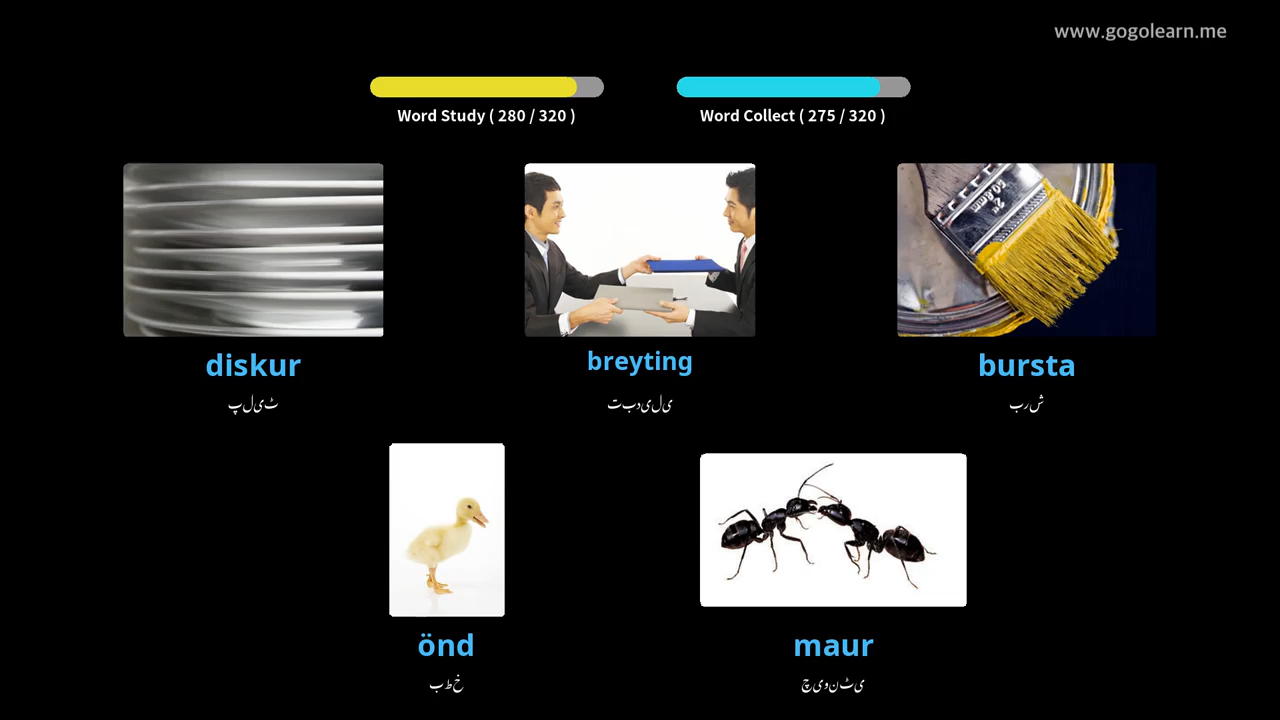 www.gogolearn.me
Word Study ( 280 / 320 )
Word Collect ( 275 / 320 )
diskur
پلیٹ
breyting
تبدیلی
bursta
برش
önd
بطخ
maur
چیونٹی